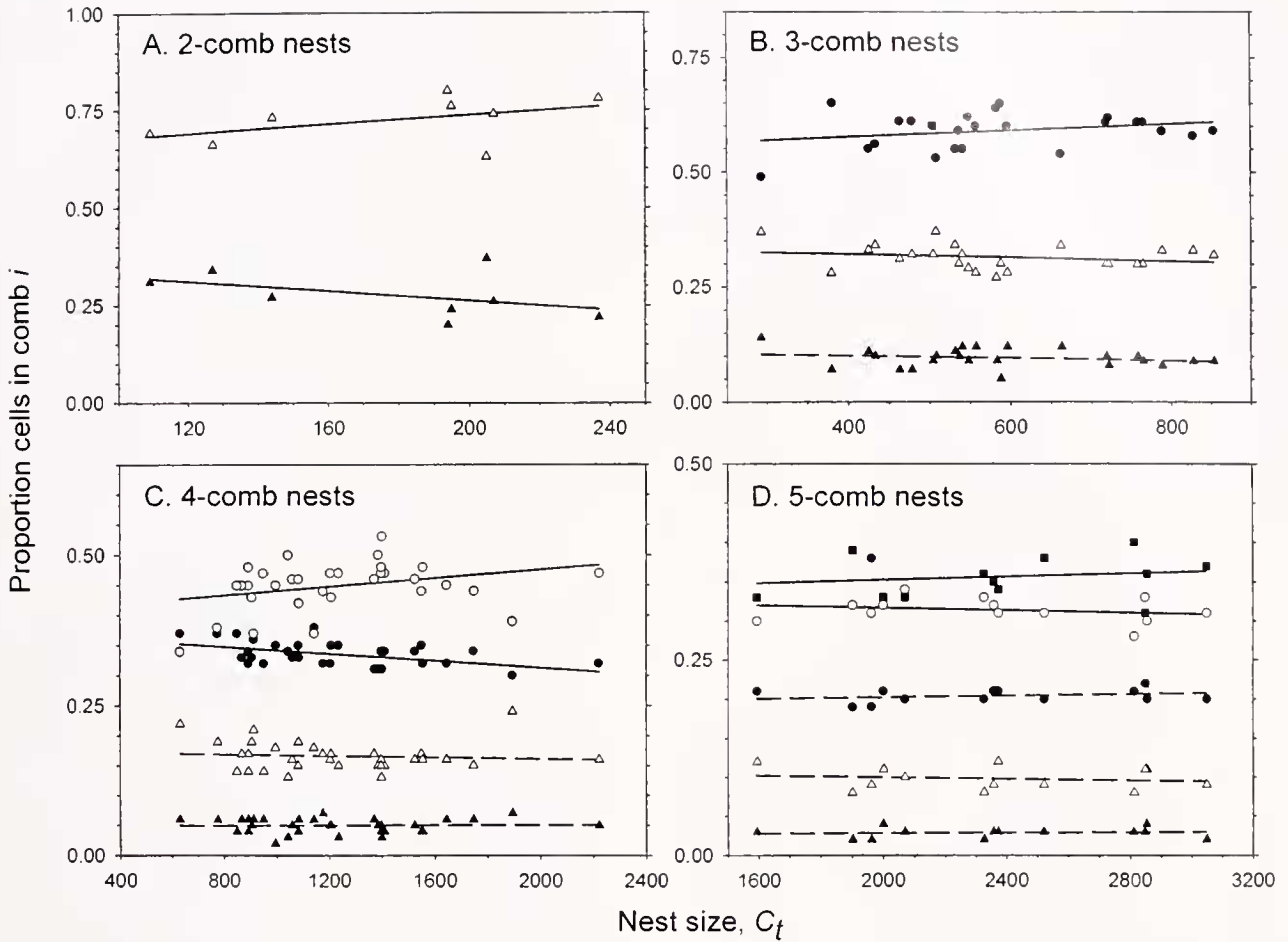 Proportion cells in comb i
A. 2-comb nests
1.00
0.75
0.50
0.25
0.00
120 160 200 240
B. 3-comb nests
0.75
0.50
0.25
0.00
400 600 800
C. 4-comb nests
0.50
0.25
0.00
400 800 1200 1600 2000 2400
D. 5-comb nests
0.50
0.25
0.00
1600 2000 2400 2800 3200
Nest size, Ct